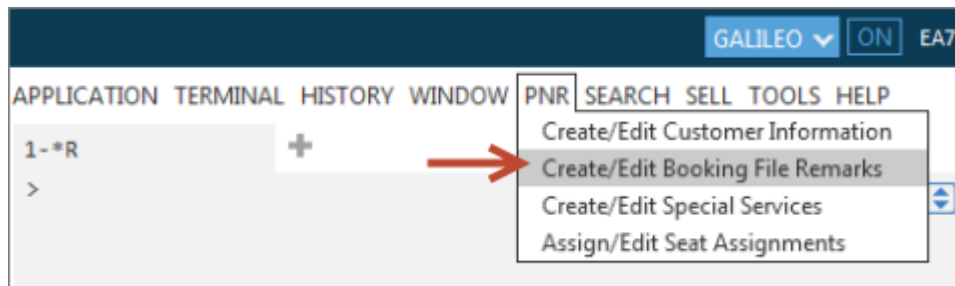 GALILEO ON EA7
APPLICATION TERMINAL HISTORY WINDOW PNR SEARCH SELL TOOLS HELP
1-*R
>
Create/Edit Customer Information
Create/Edit Booking File Remarks
Create/Edit Special Services
Assign/Edit Seat Assignments